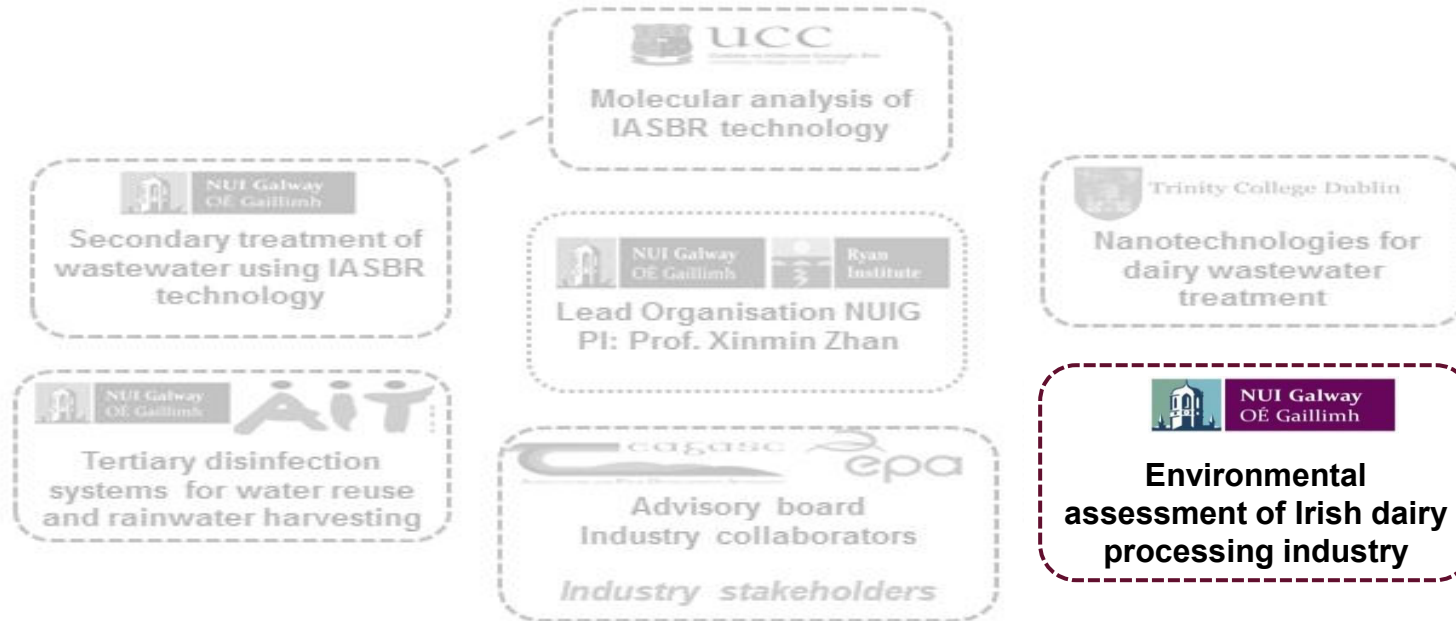 UCC
Molecular analysis of
IASBR technology
NUI Galway
OÉ Gaillimh
Secondary treatment of
wastewater using IASBR
technology
NUI Galway
OÉ Gaillimh
Ryan
Institute
Lead Organisation NUIG
PI: Prof. Xinmin Zhan
Trinity College Dublin
Nanotechnologies for
dairy wastewater
treatment
NUI Galway
OÉ Gaillimh
AIT
Tertiary disinfection
systems for water reuse
and rainwater harvesting
Teagasc
epa
Advisory board
Industry collaborators
Industry stakeholders
NUI Galway
OÉ Gaillimh
Environmental
assessment of Irish dairy
processing industry